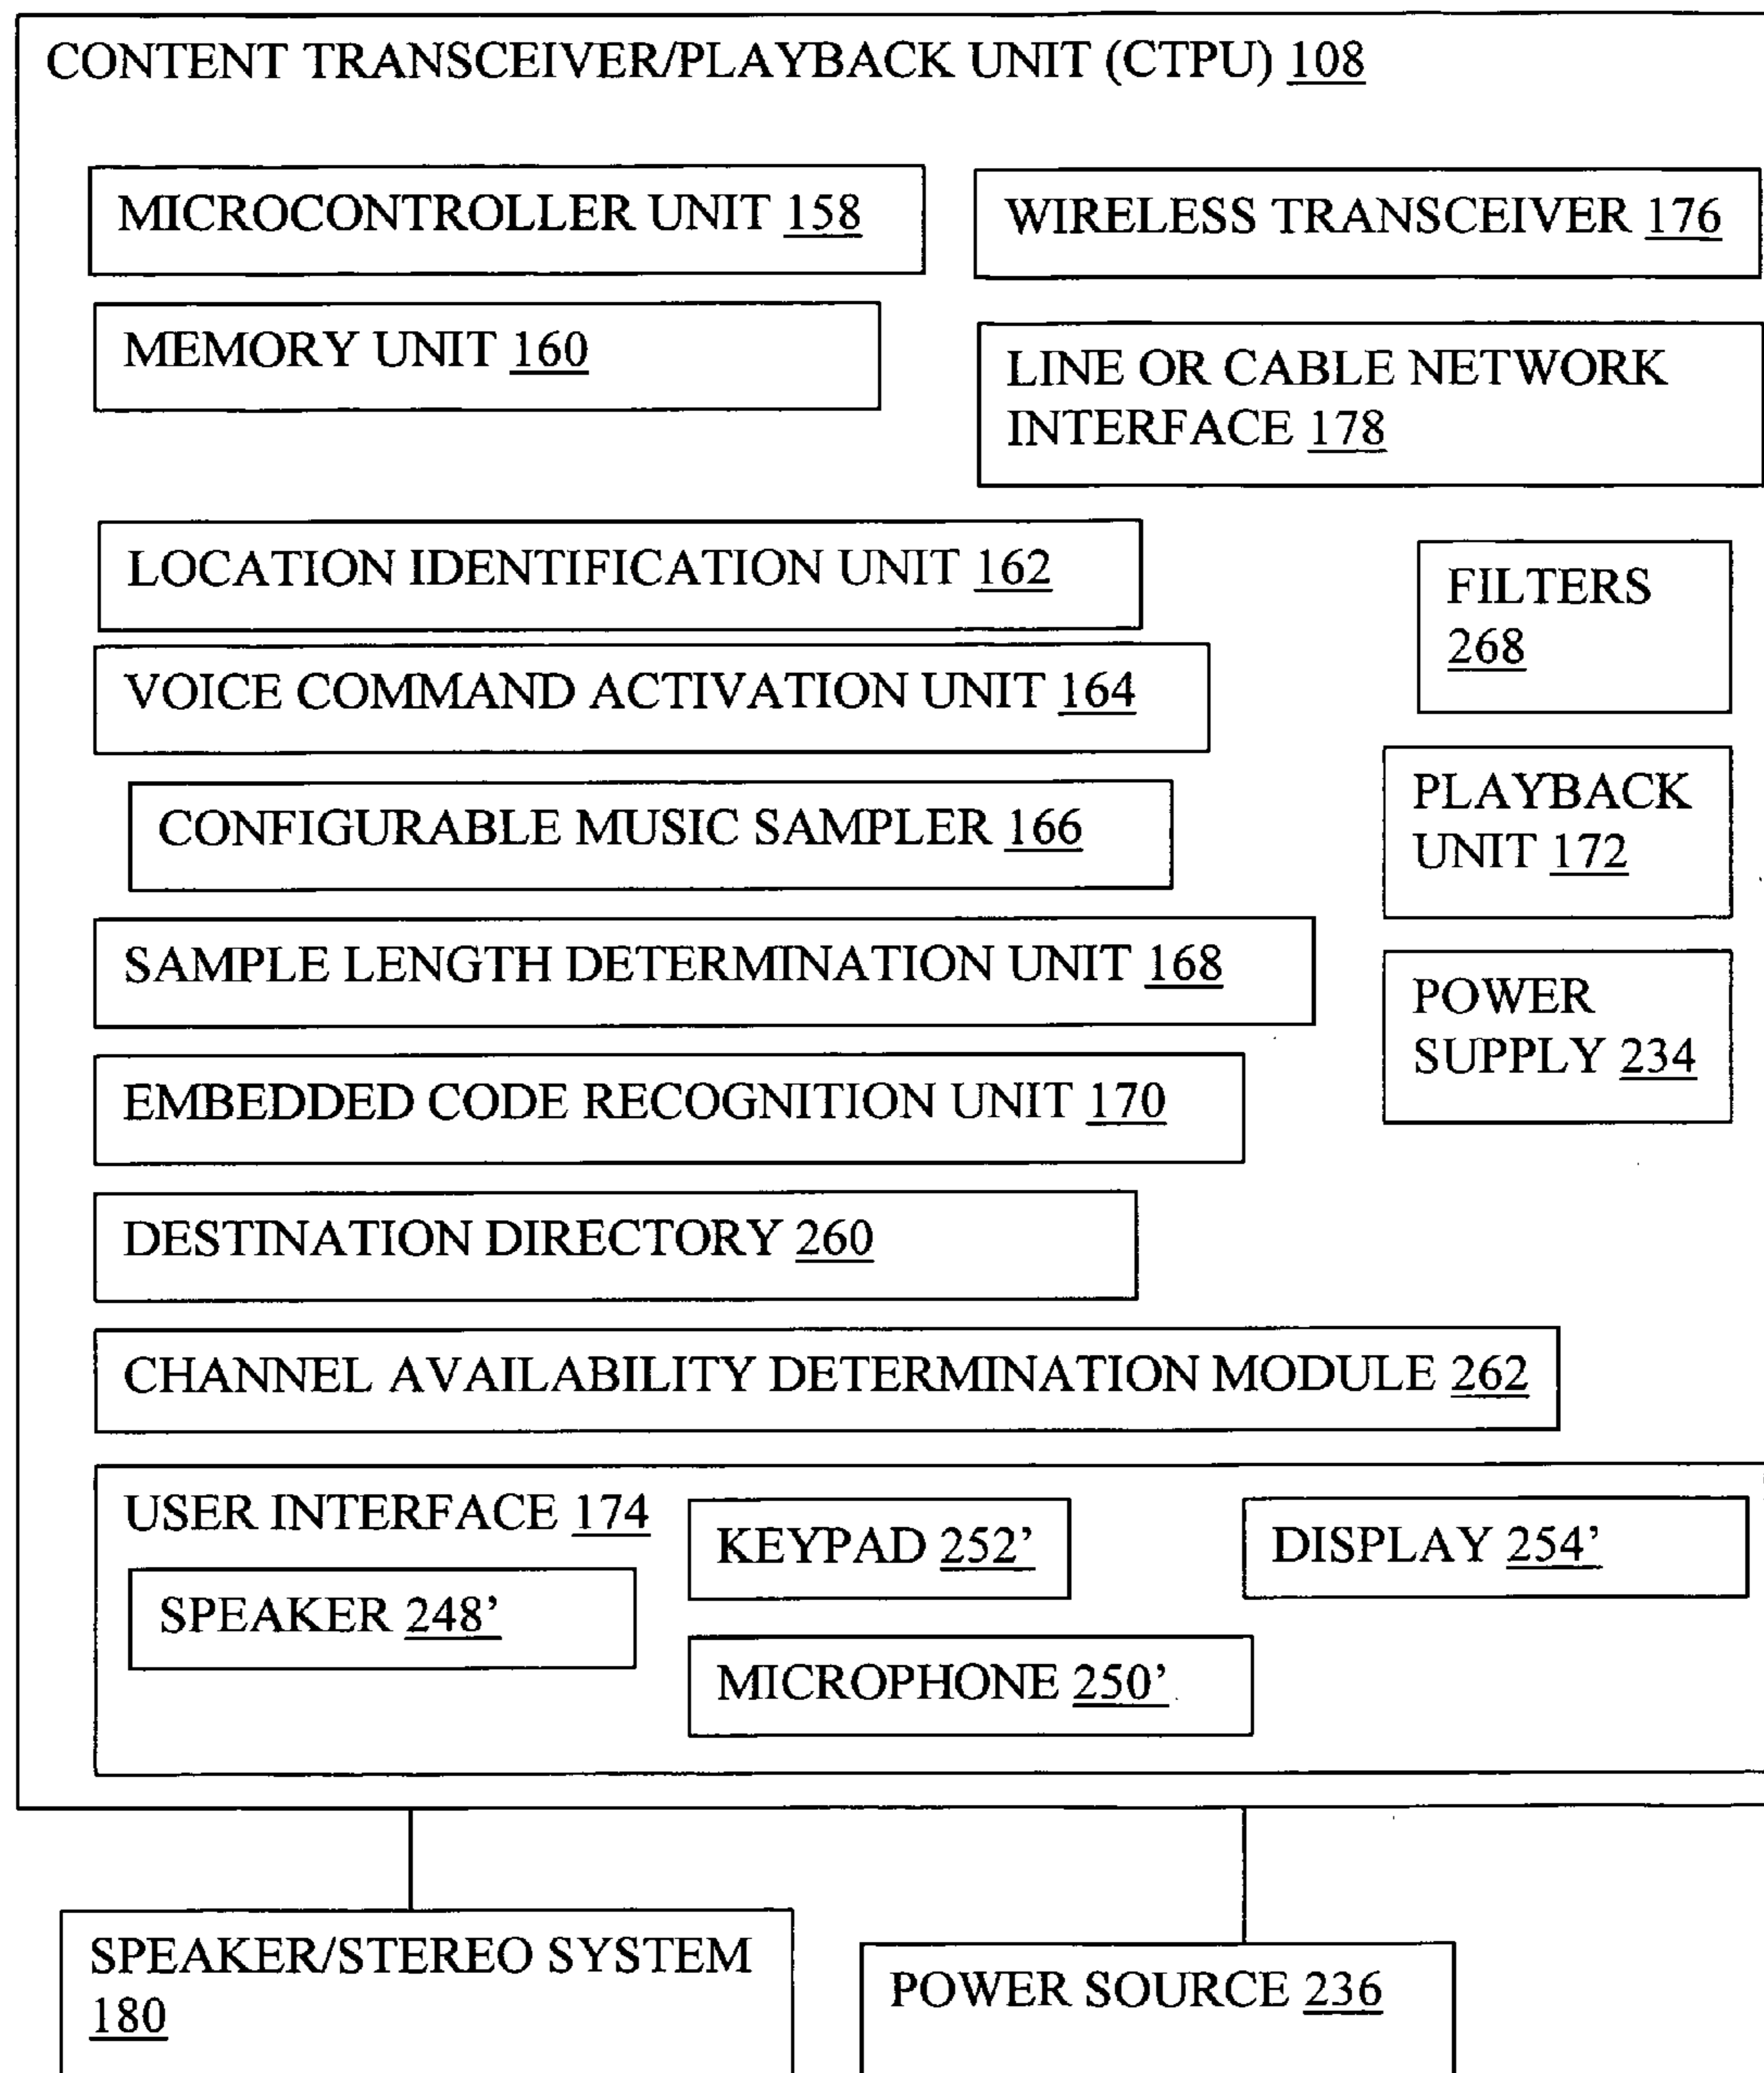 CONTENT TRANSCEIVER/PLAYBACK UNIT (CTPU) 108
MICROCONTROLLER UNIT 158
WIRELESS TRANSCEIVER 176
MEMORY UNIT 160
LINE OR CABLE NETWORK
INTERFACE 178
LOCATION IDENTIFICATION UNIT 162
FILTERS
268
VOICE COMMAND ACTIVATION UNIT 164
PLAYBACK
UNIT 172
CONFIGURABLE MUSIC SAMPLER 166
SAMPLE LENGTH DETERMINATION UNIT 168
POWER
SUPPLY 234
EMBEDDED CODE RECOGNITION UNIT 170
DESTINATION DIRECTORY 260
CHANNEL AVAILABILITY DETERMINATION MODULE 262
USER INTERFACE 174
KEYPAD 252’
DISPLAY 254’
SPEAKER 248’
MICROPHONE 250’
SPEAKER/STEREO SYSTEM
180
POWER SOURCE 236